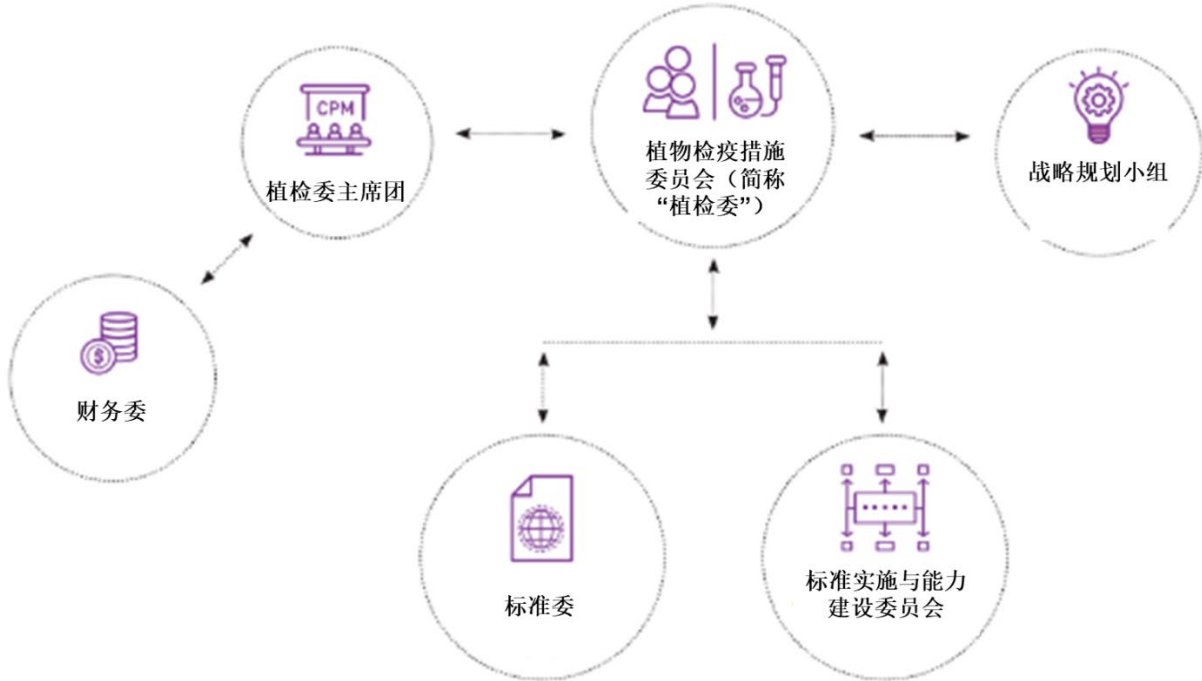 CPM
植检委主席团
植物检疫措施
委员会（简称
“植检委”）
战略规划小组
$
财务委
标准委
标准实施与能力
建设委员会